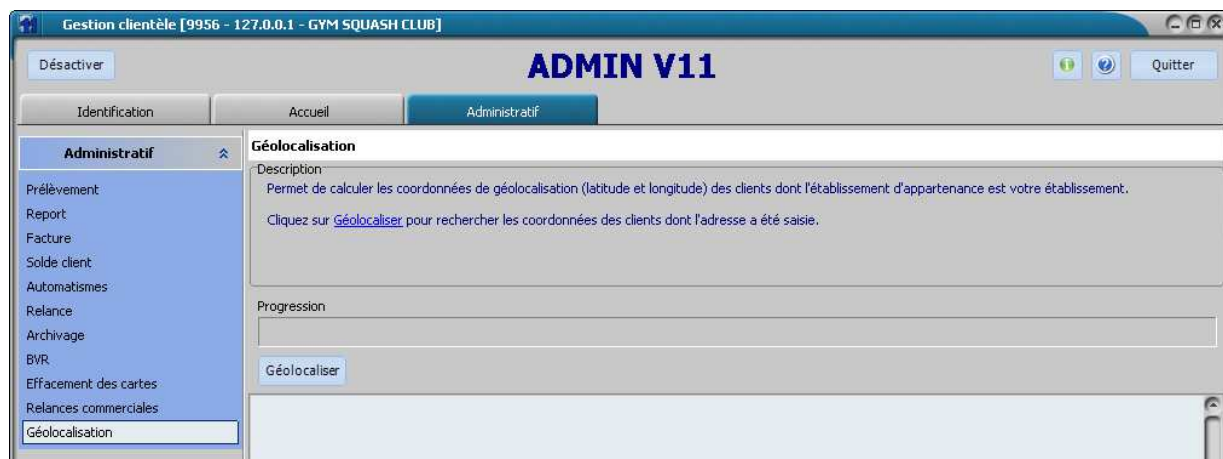 Gestion clientèle [9956 - 127.0.0.1 - GYM SQUASH CLUB]
Désactiver
ADMIN V11
Quitter
Identification
Accueil
Administratif
Administratif
Prélèvement
Report
Facture
Solde client
Automatismes
Relance
Archivage
BVR
Effacement des cartes
Relances commerciales
Géolocalisation
Géolocalisation
Description
Permet de calculer les coordonnées de géolocalisation (latitude et longitude) des clients dont l'établissement d'appartenance est votre établissement.
Cliquez sur Géolocaliser pour rechercher les coordonnées des clients dont l'adresse a été saisie.
Progression
Géolocaliser